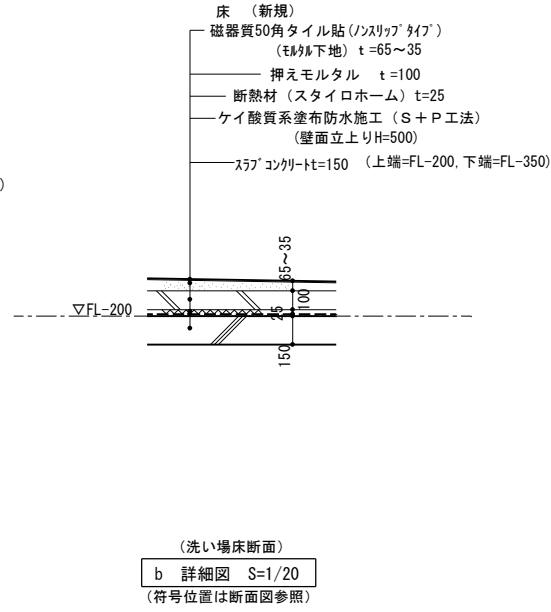 床 （新規）
磁器質50角タイル貼(ﾉﾝｽﾘｯﾌﾟﾀｲﾌﾟ)
(ﾓﾙﾀﾙ下地) t=65～35
押えモルタル t=100
断熱材（スタイロホーム）t=25
ケイ酸質系塗布防水施工（S＋P工法）
(壁面立上りH=500)
ｽﾗﾌﾞｺﾝｸﾘｰﾄt=150 (上端=FL-200,下端=FL-350)
)
65～35
100
25
150
▽FL-200
(洗い場床断面)
b 詳細図 S=1/20
(符号位置は断面図参照)